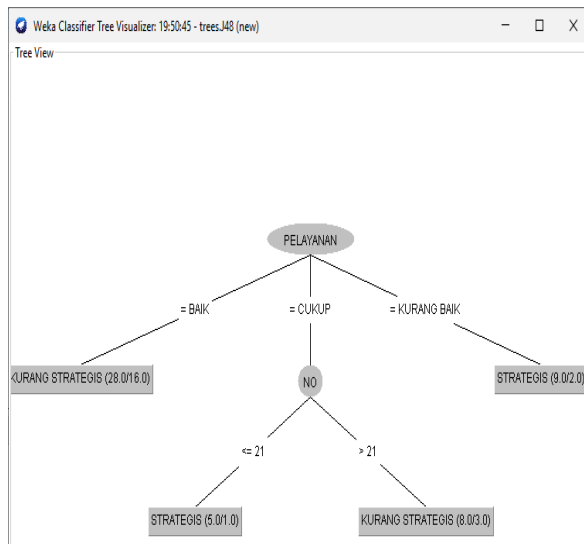 Weka Classifier Tree Visualizer: 19:50:45 - trees.J48 (new)
Tree View
PELAYANAN
= BAIK
= CUKUP
= KURANG BAIK
KURANG STRATEGIS (28.0/16.0)
NO
STRATEGIS (9.0/2.0)
<= 21
> 21
STRATEGIS (5.0/1.0)
KURANG STRATEGIS (8.0/3.0)